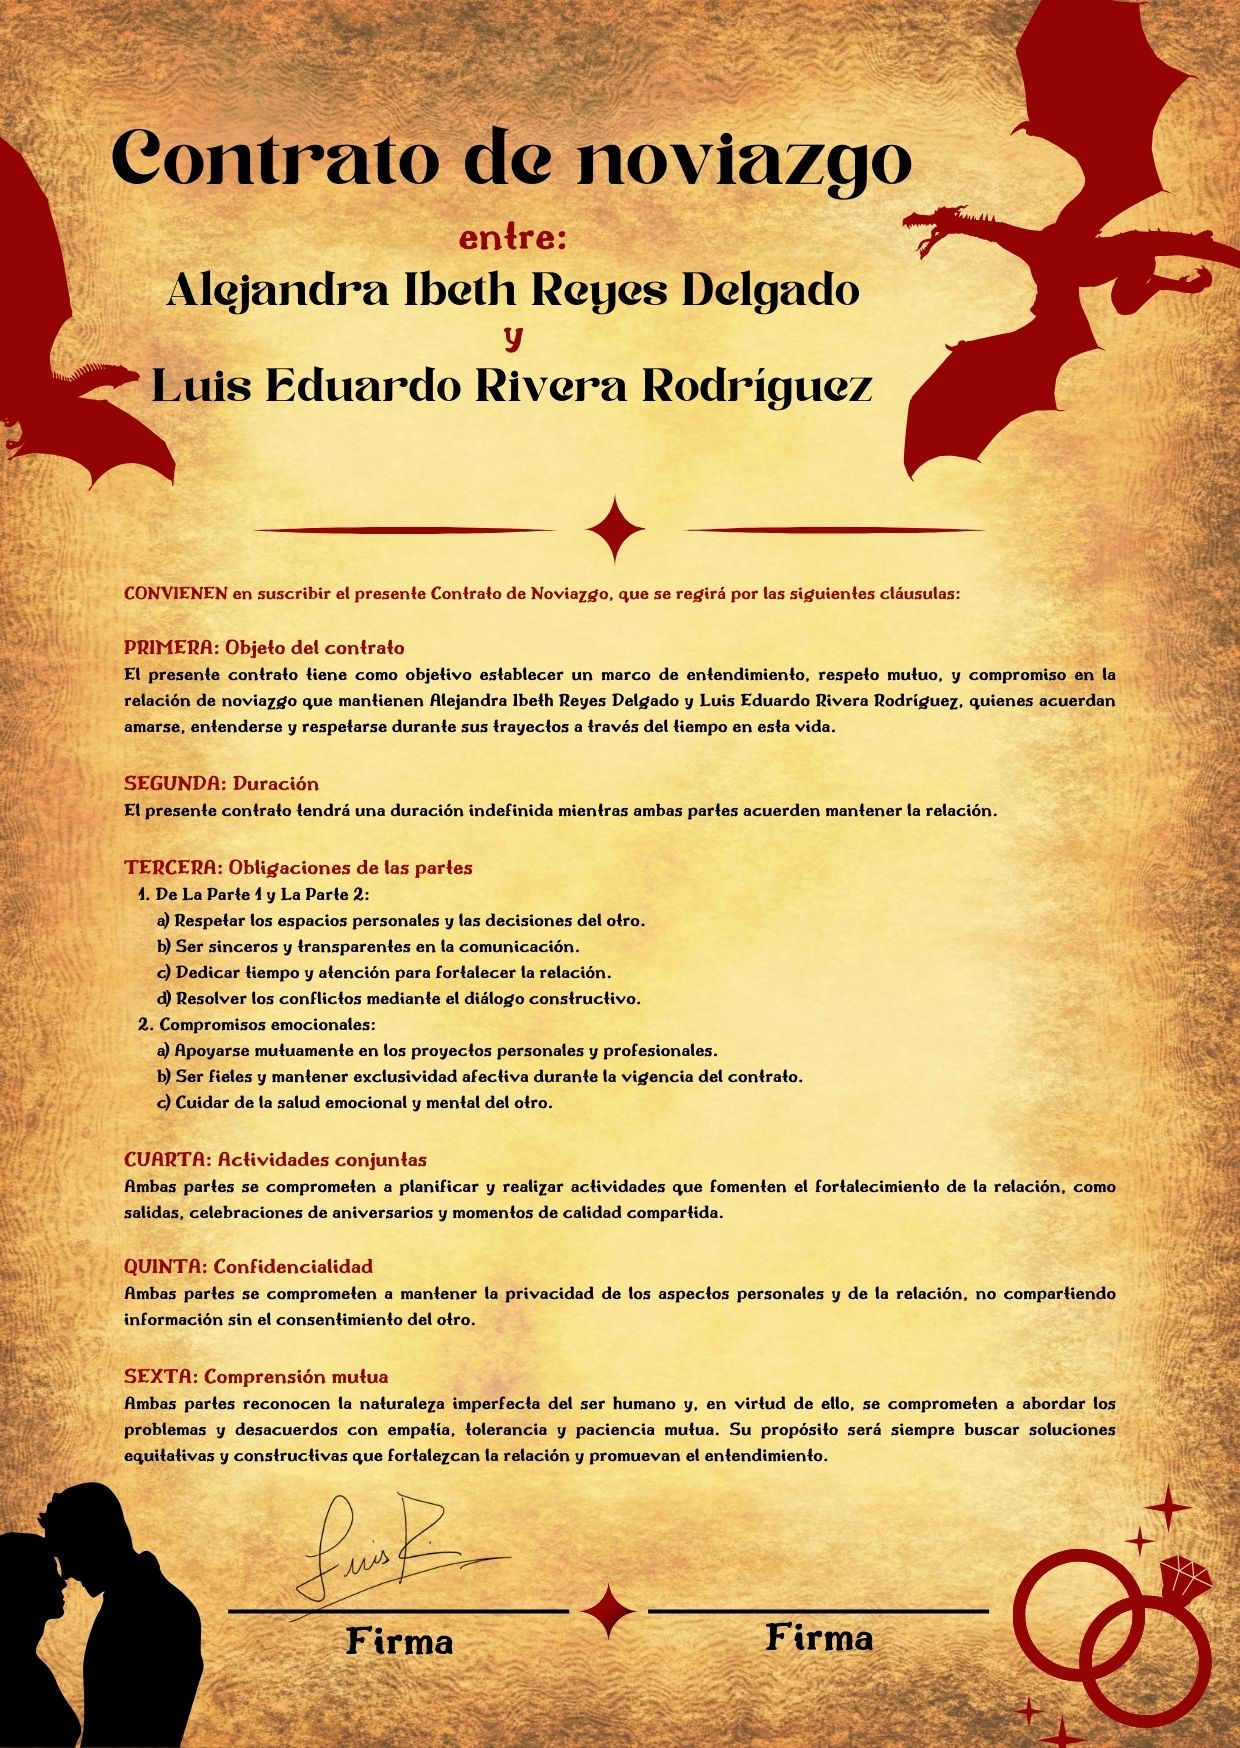 Contrato de noviazgo
entre:
Alejandra Ibeth Reyes Delgado
y
Luis Eduardo Rivera Rodríguez
CONVIENEN en suscribir el presente Contrato de Noviazgo, que se regirá por las siguientes cláusulas:
PRIMERA: Objeto del contrato
El presente contrato tiene como objetivo establecer un marco de entendimiento, respeto mutuo, y compromiso en la
relación de noviazgo que mantienen Alejandra Ibeth Reyes Delgado y Luis Eduardo Rivera Rodríguez, quienes acuerdan
amarse, entenderse y respetarse durante sus trayectos a través del tiempo en esta vida.
SEGUNDA: Duración
El presente contrato tendrá una duración indefinida mientras ambas partes acuerden mantener la relación.
TERCERA: Obligaciones de las partes
1. De La Parte 1 y La Parte 2:
a) Respetar los espacios personales y las decisiones del otro.
b) Ser sinceros y transparentes en la comunicación.
c) Dedicar tiempo y atención para fortalecer la relación.
d) Resolver los conflictos mediante el diálogo constructivo.
2. Compromisos emocionales:
a) Apoyarse mutuamente en los proyectos personales y profesionales.
b) Ser fieles y mantener exclusividad afectiva durante la vigencia del contrato.
c) Cuidar de la salud emocional y mental del otro.
CUARTA: Actividades conjuntas
Ambas partes se comprometen a planificar y realizar actividades que fomenten el fortalecimiento de la relación, como
salidas, celebraciones de aniversarios y momentos de calidad compartida.
QUINTA: Confidencialidad
Ambas partes se comprometen a mantener la privacidad de los aspectos personales y de la relación, no compartiendo
información sin el consentimiento del otro.
SEXTA: Comprensión mutua
Ambas partes reconocen la naturaleza imperfecta del ser humano y, en virtud de ello, se comprometen a abordar los
problemas y desacuerdos con empatía, tolerancia y paciencia mutua. Su propósito será siempre buscar soluciones
equitativas y constructivas que fortalezcan la relación y promuevan el entendimiento.
Luis R.
Firma
Firma